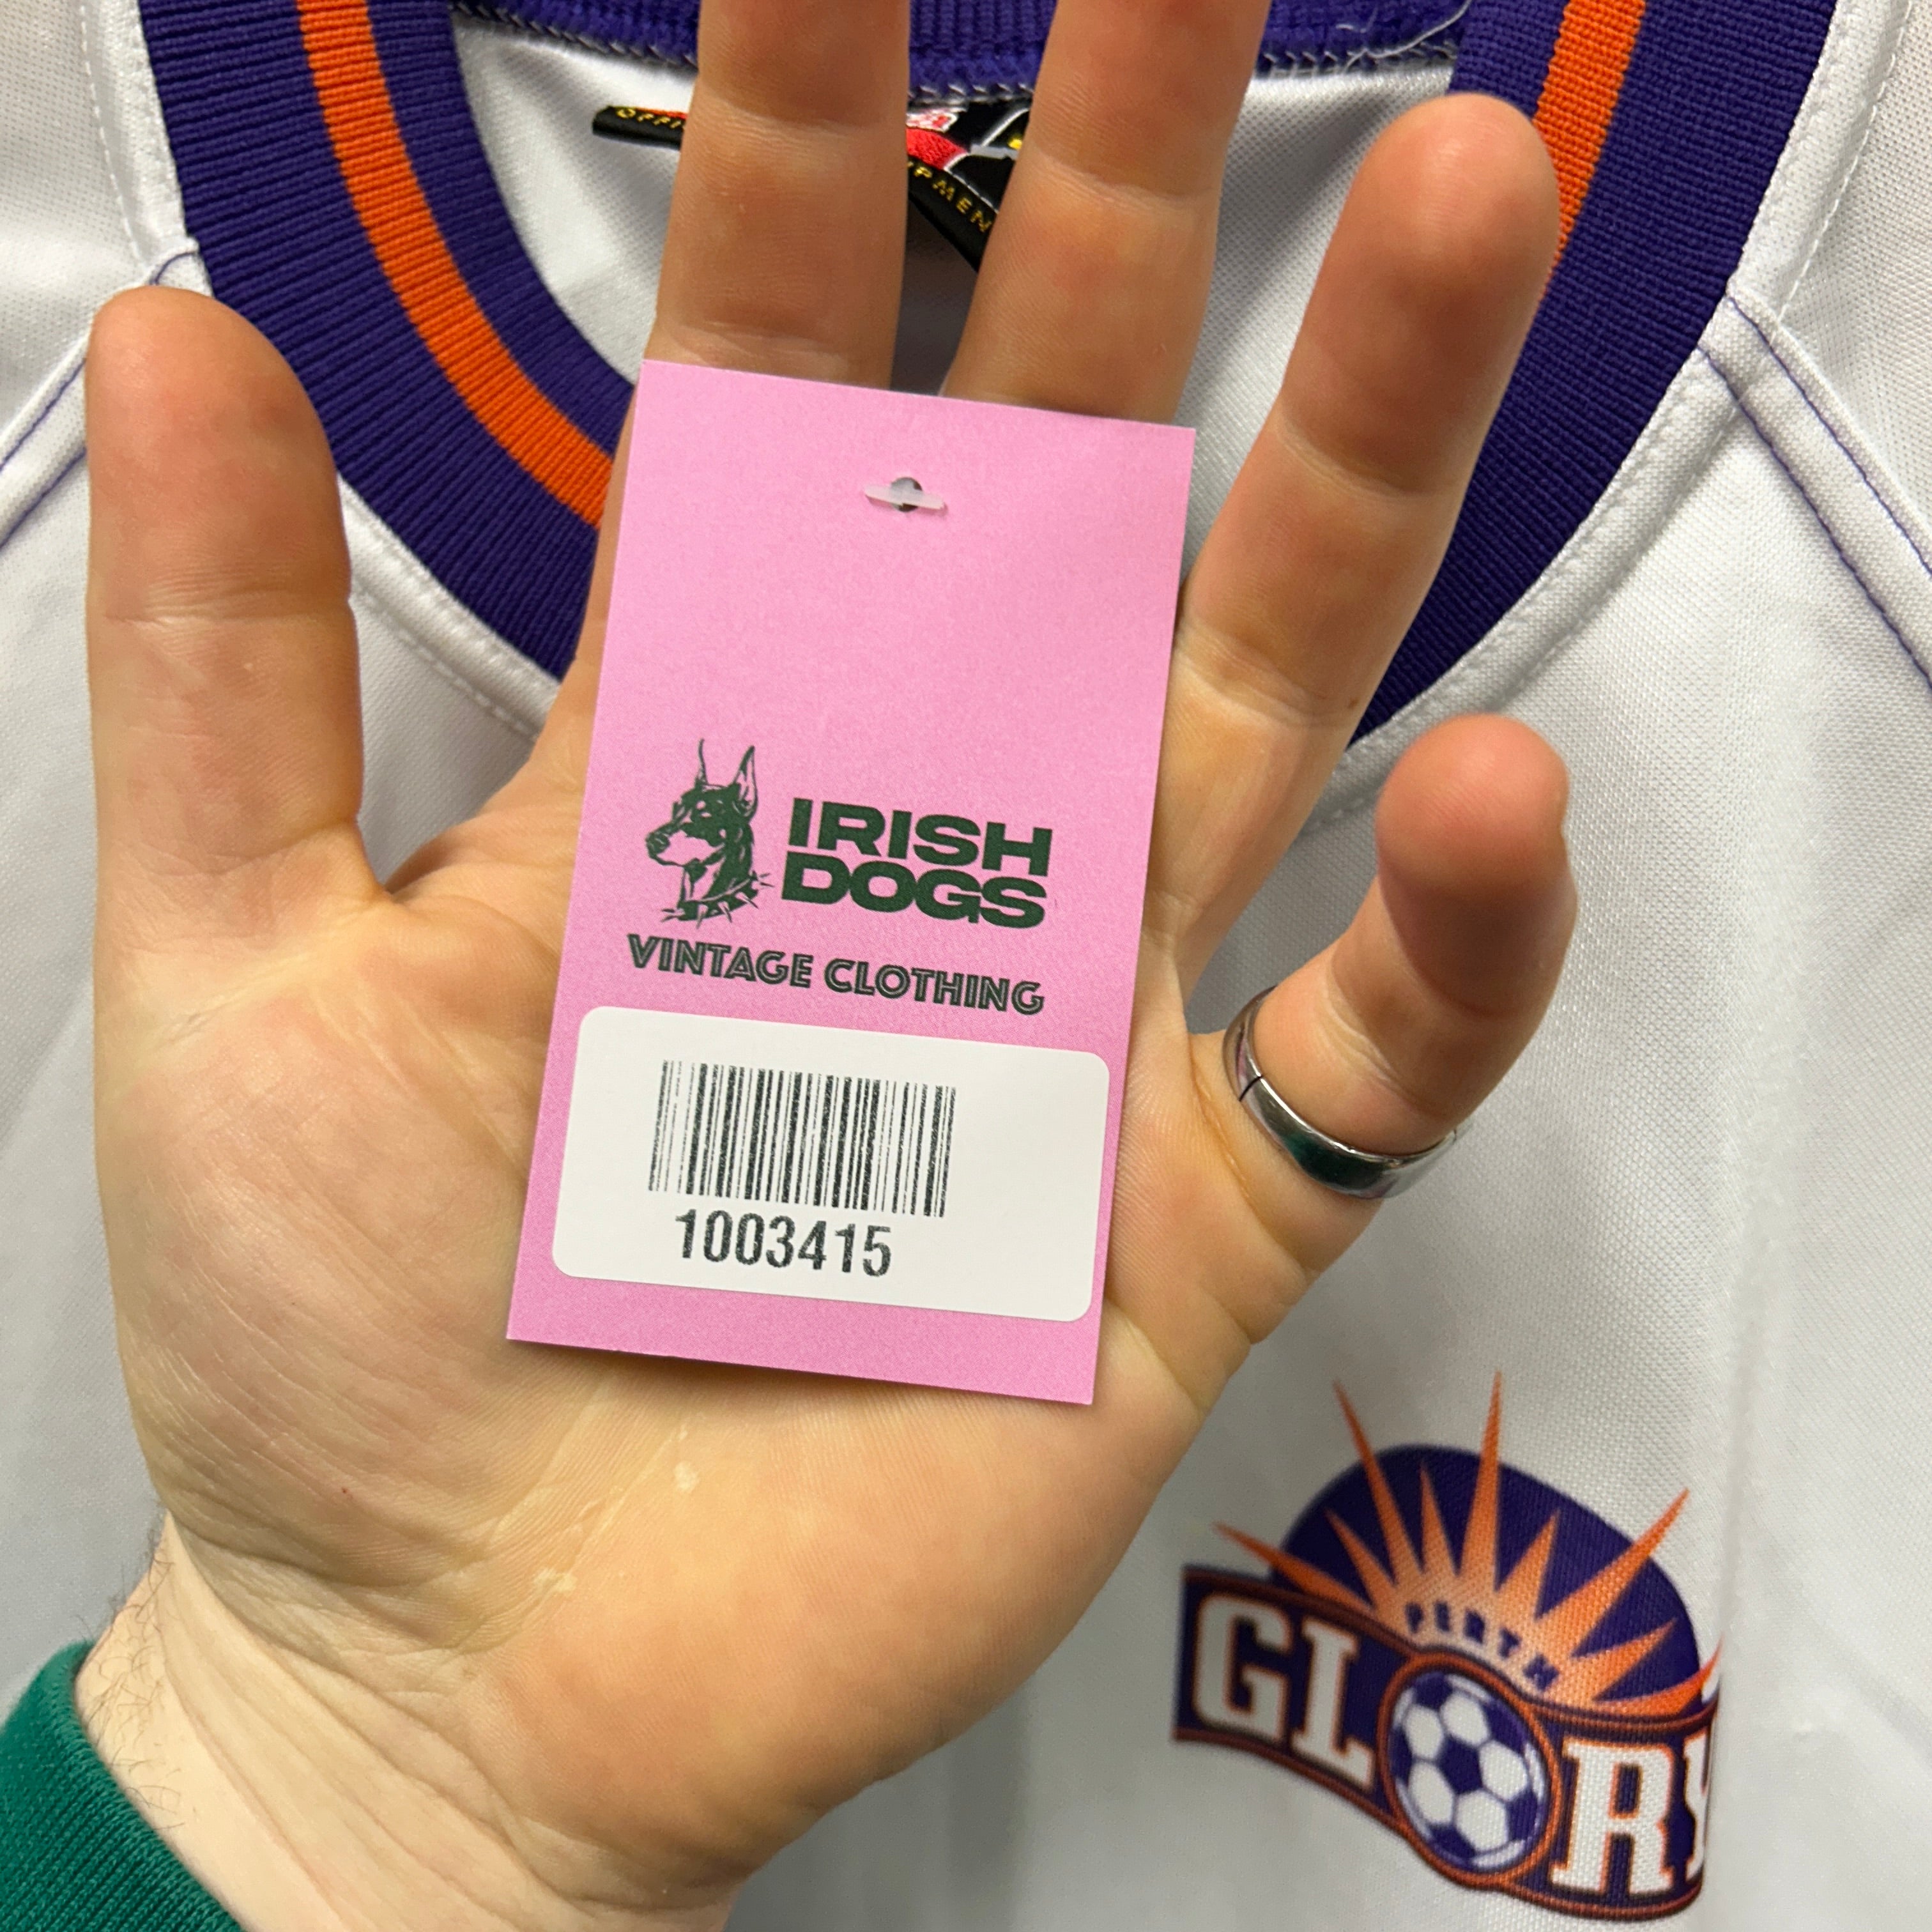 IRISH
DOGS
VINTAGE CLOTHING
1003415
PERTH
GLORY